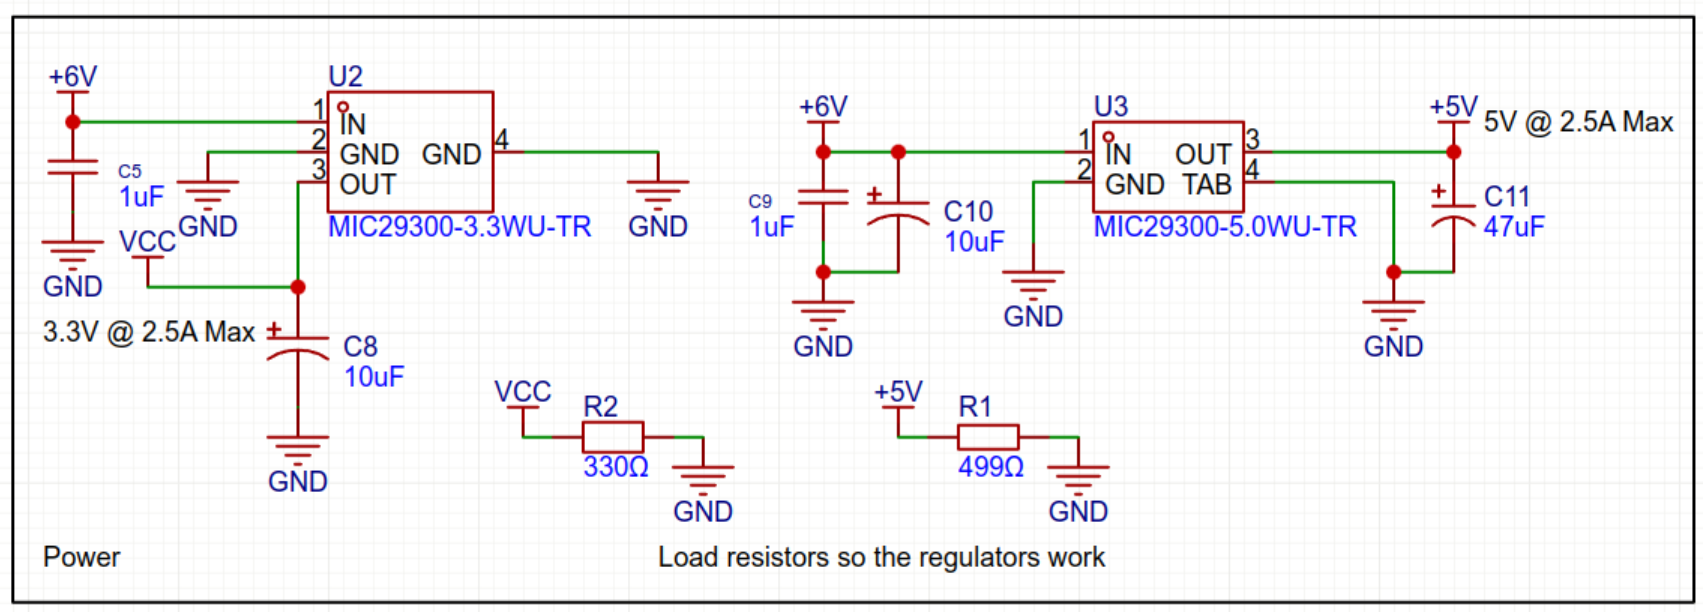 +6V
U2
1
IN
2
GND
GND
4
3
OUT
C5
1uF
GND
MIC29300-3.3WU-TR
GND
VCC
GND
3.3V @ 2.5A Max
+
C8
10uF
GND
+6V
U3
1
IN
OUT
3
2
GND
TAB
4
MIC29300-5.0WU-TR
C9
1uF
+
C10
10uF
GND
GND
+5V
5V @ 2.5A Max
+
C11
47uF
GND
VCC
R2
330Ω
GND
+5V
R1
499Ω
GND
Power
Load resistors so the regulators work